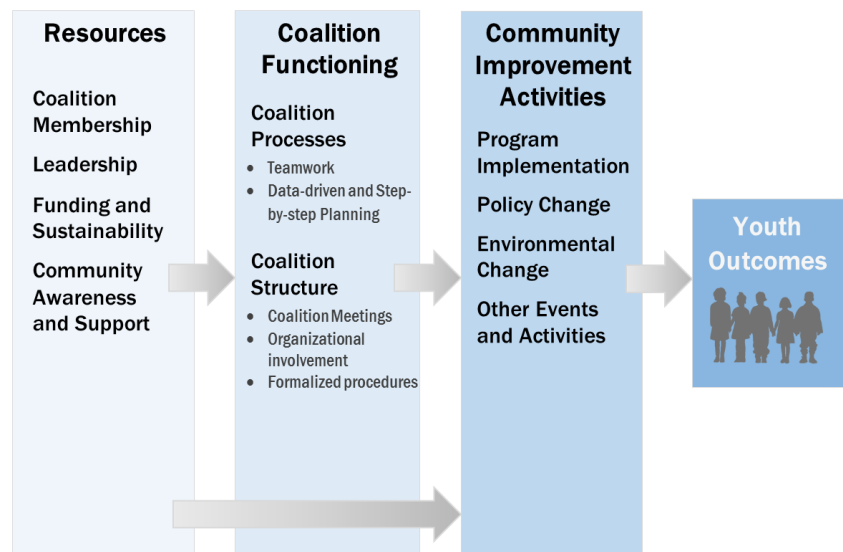 Resources
Coalition
Membership
Leadership
Funding and
Sustainability
Community
Awareness
and Support
Coalition
Functioning
Coalition
Processes
• Teamwork
• Data-driven and Step-
by-step Planning
Coalition
Structure
• Coalition Meetings
• Organizational
involvement
• Formalized procedures
Community
Improvement
Activities
Program
Implementation
Policy Change
Environmental
Change
Other Events
and Activities
Youth
Outcomes